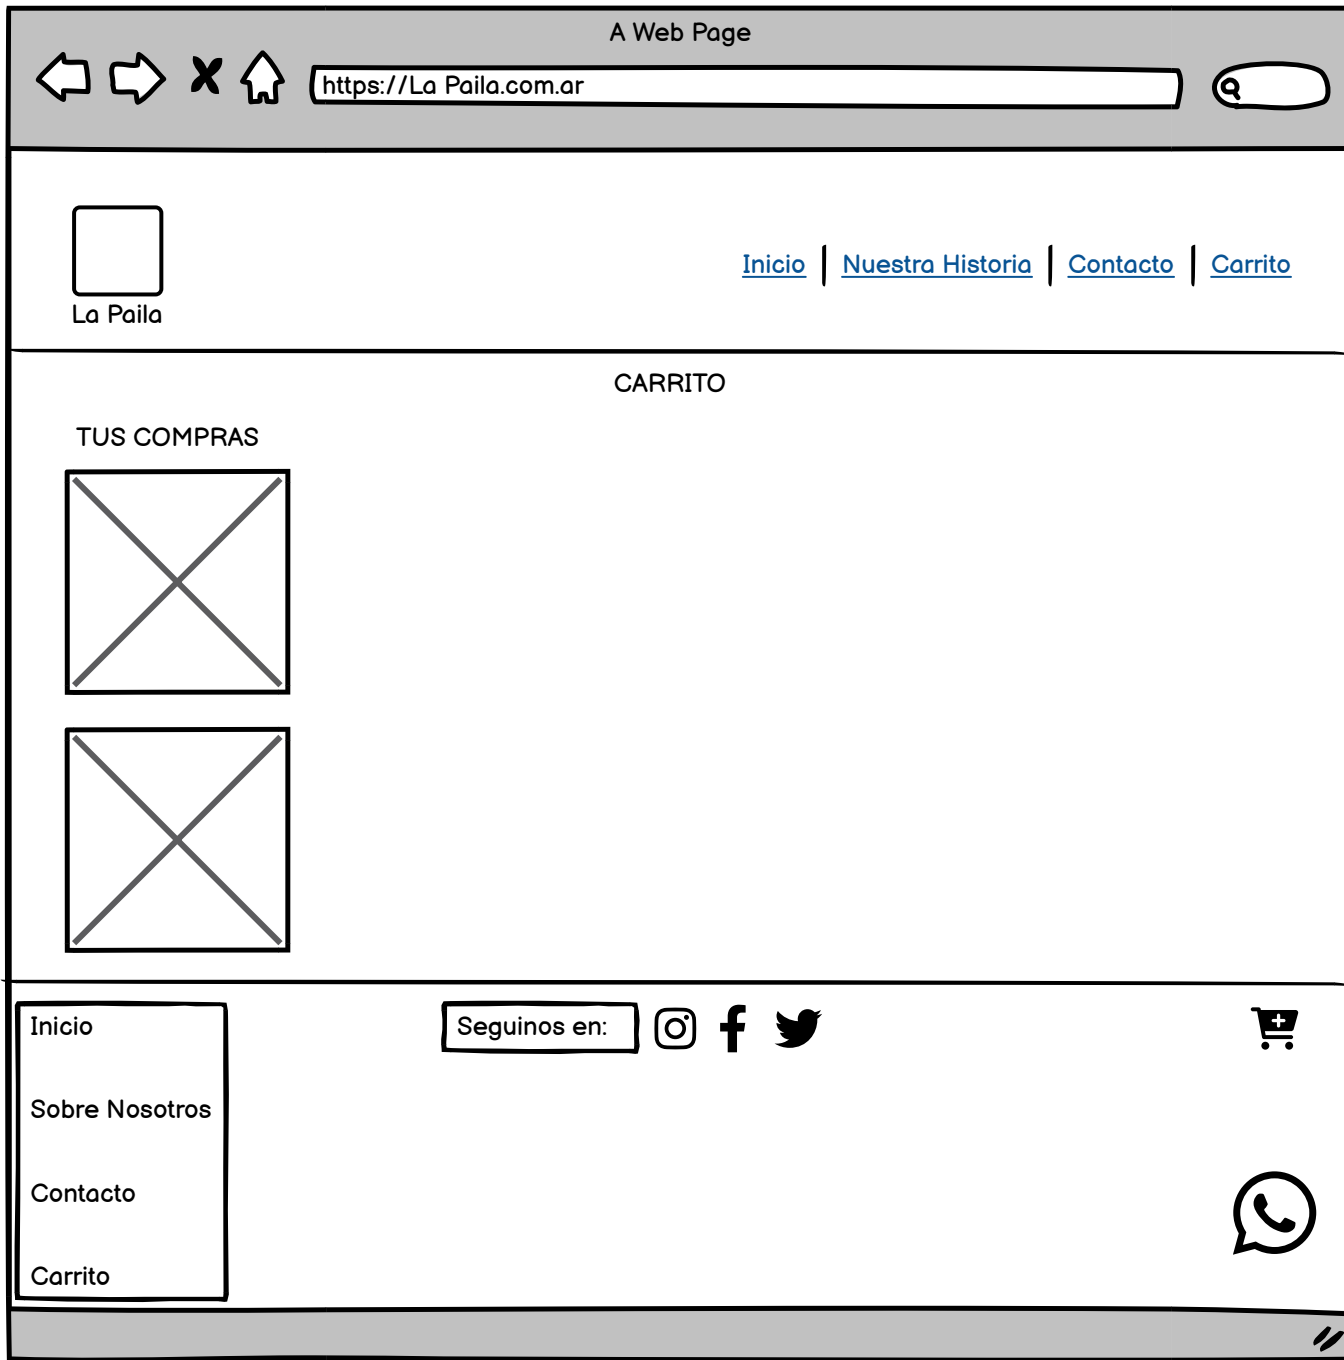 A Web Page
https://La Paila.com.ar
Inicio Nuestra Historia Contacto Carrito
La Paila
CARRITO
TUS COMPRAS
Inicio
Seguinos en:
Sobre Nosotros
Contacto
Carrito